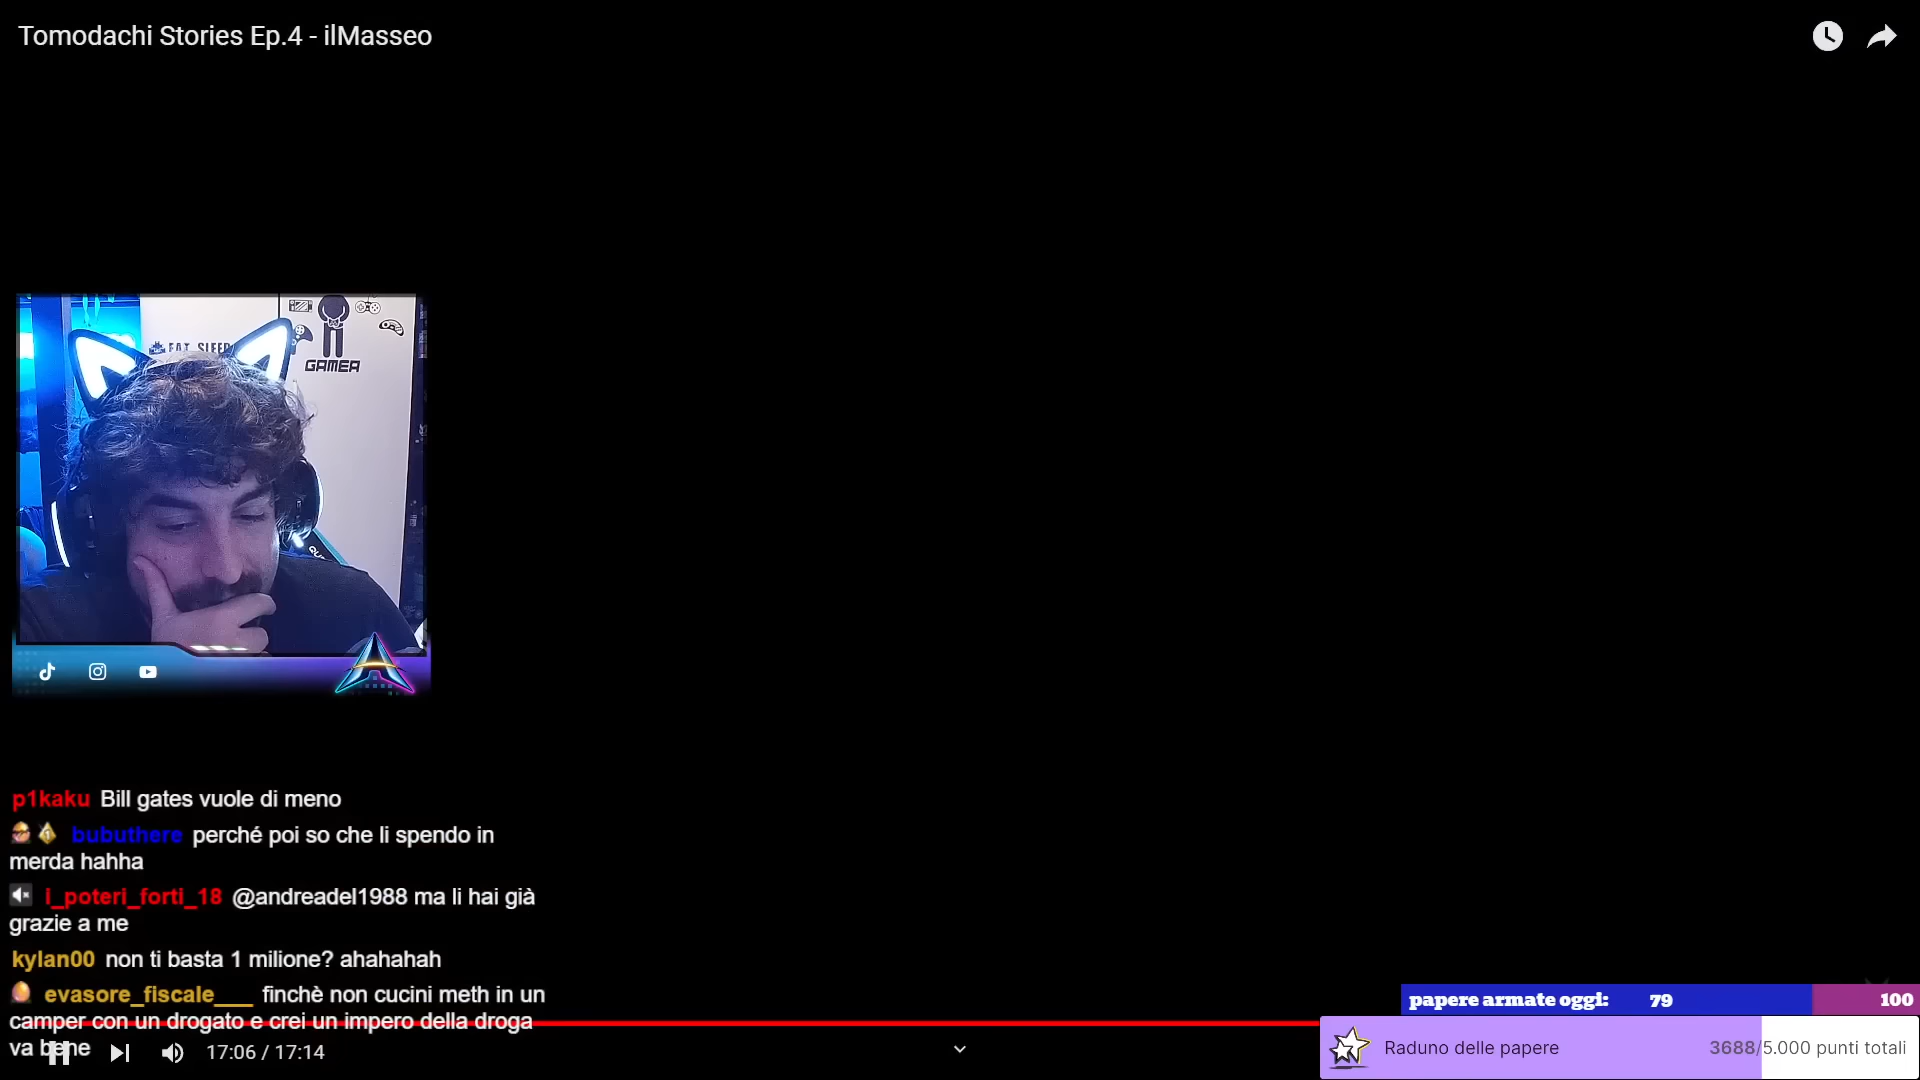 Tomodachi Stories Ep.4 - ilMasseo
EAT SLEEP
GAMER
p1kaku Bill gates vuole di meno
bubuthere perché poi so che li spendo in
merda hahha
i_poteri_forti_18 @andreadel1988 ma li hai già
grazie a me
kylan00 non ti basta 1 milione? ahahahah
evasore_fiscale___ finchè non cucini meth in un
camper con un drogato e crei un impero della droga
va bene
17:06 / 17:14
papere armate oggi: 79 100
Raduno delle papere 3688/5.000 punti totali